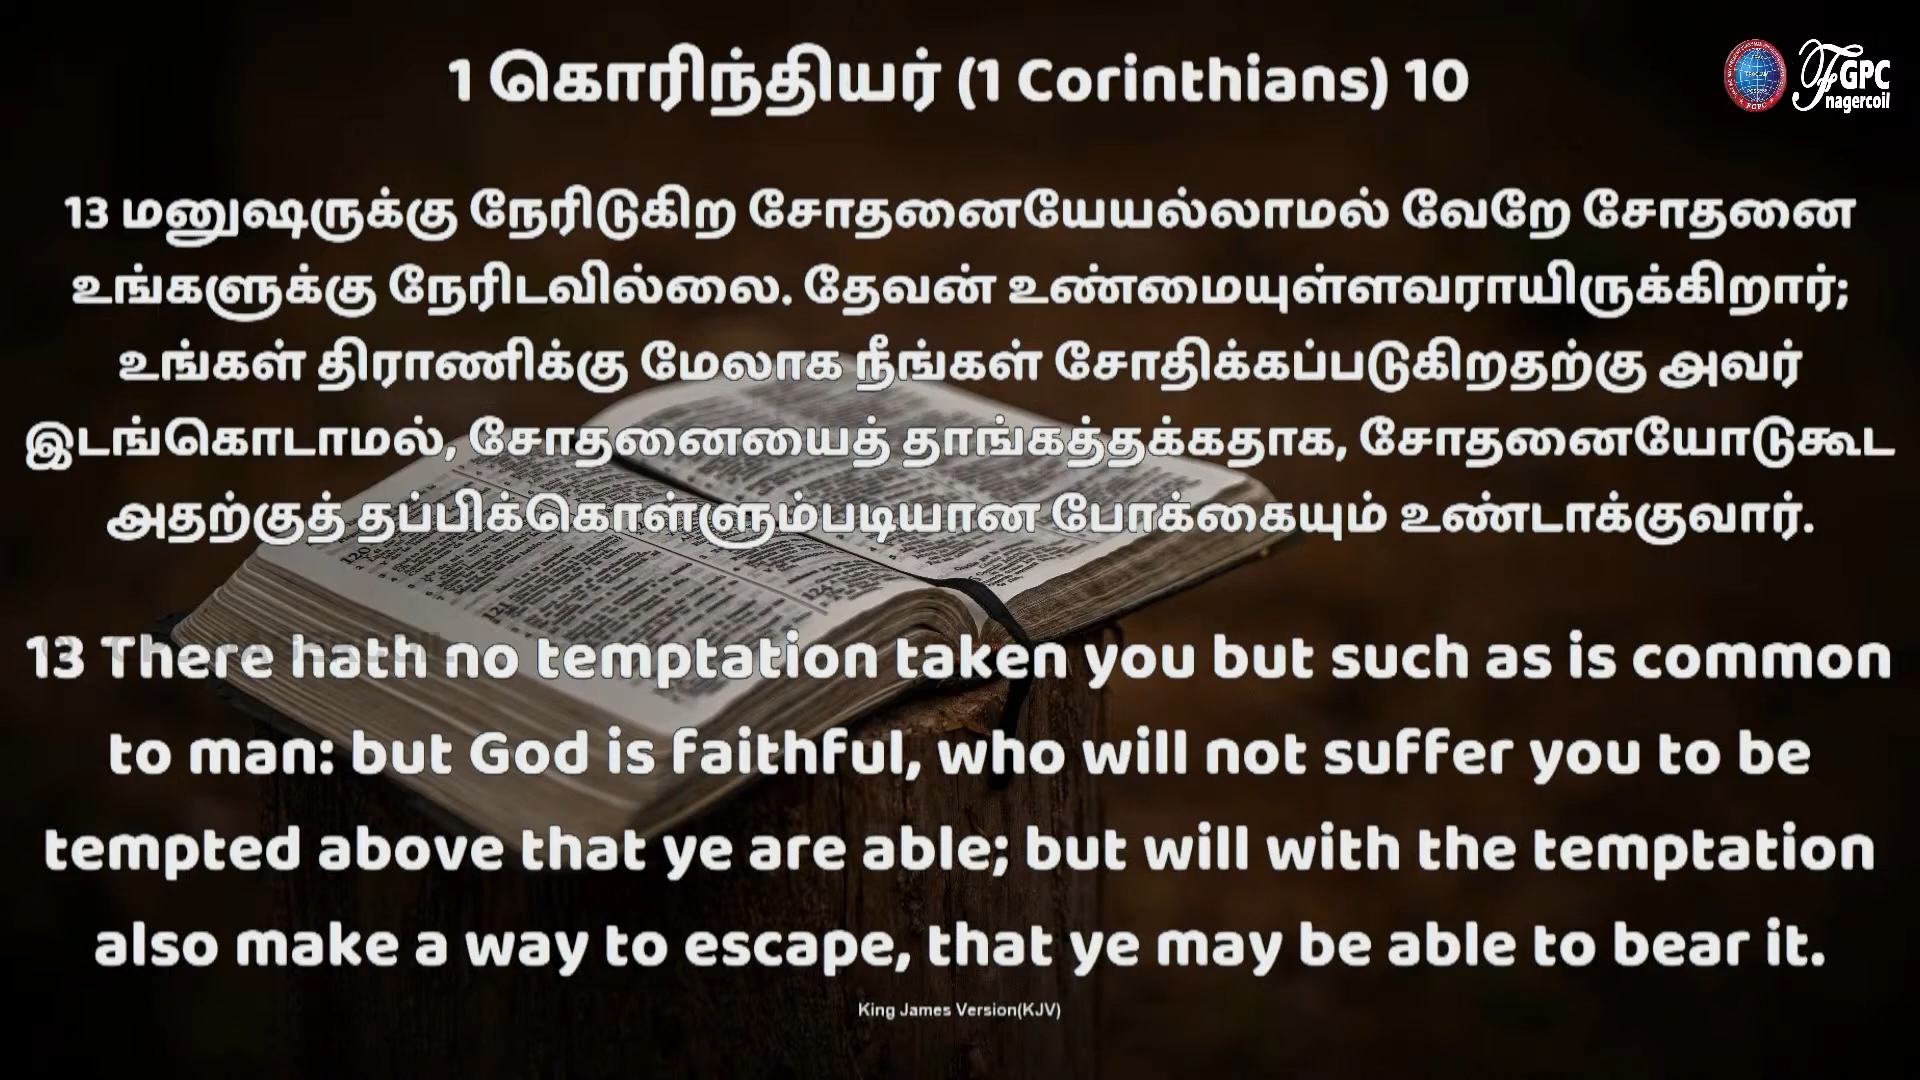 1 கொரிந்தியர் (1 Corinthians) 10
FGPC
nagercoil
13 மனுஷருக்கு நேரிடுகிற சோதனையேயல்லாமல் வேறே சோதனை
உங்களுக்கு நேரிடவில்லை. தேவன் உண்மையுள்ளவராயிருக்கிறார்;
உங்கள் திராணிக்கு மேலாக நீங்கள் சோதிக்கப்படுகிறதற்கு அவர்
இடங்கொடாமல், சோதனையைத் தாங்கத்தக்கதாக, சோதனையோடுகூட
அதற்குத் தப்பிக்கொள்ளும்படியான போக்கையும் உண்டாக்குவார்.
13 There hath no temptation taken you but such as is common
to man: but God is faithful, who will not suffer you to be
tempted above that ye are able; but will with the temptation
also make a way to escape, that ye may be able to bear it.
King James Version(KJV)